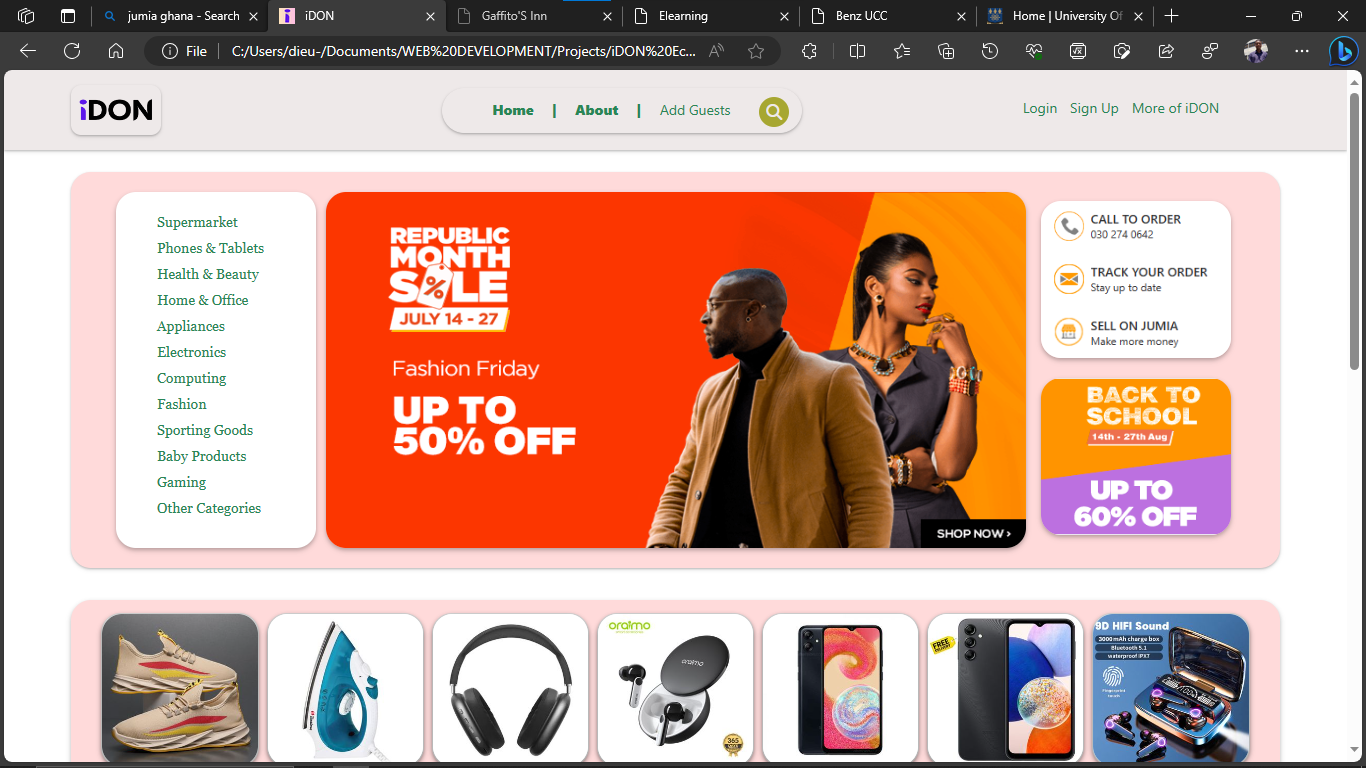 jumia ghana - Search
iDON
Gaffito'S Inn
Elearning
Benz UCC
Home | University Of
File
C:/Users/dieu-/Documents/WEB%20DEVELOPMENT/Projects/iDON%20Ec...
iDON
Home | About | Add Guests
Login Sign Up More of iDON
Supermarket
Phones & Tablets
Health & Beauty
Home & Office
Appliances
Electronics
Computing
Fashion
Sporting Goods
Baby Products
Gaming
Other Categories
REPUBLIC
MONTH
SALE
JULY 14 - 27
Fashion Friday
UP TO
50% OFF
SHOP NOW ›
CALL TO ORDER
030 274 0642
TRACK YOUR ORDER
Stay up to date
SELL ON JUMIA
Make more money
BACK TO
SCHOOL
14th - 27th Aug
UP TO
60% OFF
oraimo
oraimo
365
FREE
9D HIFI Sound
3000 mAh charge box
Bluetooth 5.1
waterproof IPX7
Fingerprint
touch